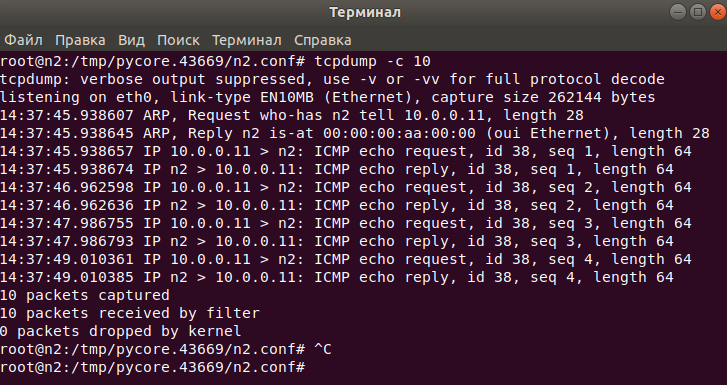 Терминал
Файл Правка Вид Поиск Терминал Справка
root@n2:/tmp/pycore.43669/n2.conf# tcpdump -c 10
tcpdump: verbose output suppressed, use -v or -vv for full protocol decode
listening on eth0, link-type EN10MB (Ethernet), capture size 262144 bytes
14:37:45.938607 ARP, Request who-has n2 tell 10.0.0.11, length 28
14:37:45.938645 ARP, Reply n2 is-at 00:00:00:aa:00:00 (oui Ethernet), length 28
14:37:45.938657 IP 10.0.0.11 > n2: ICMP echo request, id 38, seq 1, length 64
14:37:45.938674 IP n2 > 10.0.0.11: ICMP echo reply, id 38, seq 1, length 64
14:37:46.962598 IP 10.0.0.11 > n2: ICMP echo request, id 38, seq 2, length 64
14:37:46.962636 IP n2 > 10.0.0.11: ICMP echo reply, id 38, seq 2, length 64
14:37:47.986755 IP 10.0.0.11 > n2: ICMP echo request, id 38, seq 3, length 64
14:37:47.986793 IP n2 > 10.0.0.11: ICMP echo reply, id 38, seq 3, length 64
14:37:49.010361 IP 10.0.0.11 > n2: ICMP echo request, id 38, seq 4, length 64
14:37:49.010385 IP n2 > 10.0.0.11: ICMP echo reply, id 38, seq 4, length 64
10 packets captured
10 packets received by filter
0 packets dropped by kernel
root@n2:/tmp/pycore.43669/n2.conf# ^C
root@n2:/tmp/pycore.43669/n2.conf#